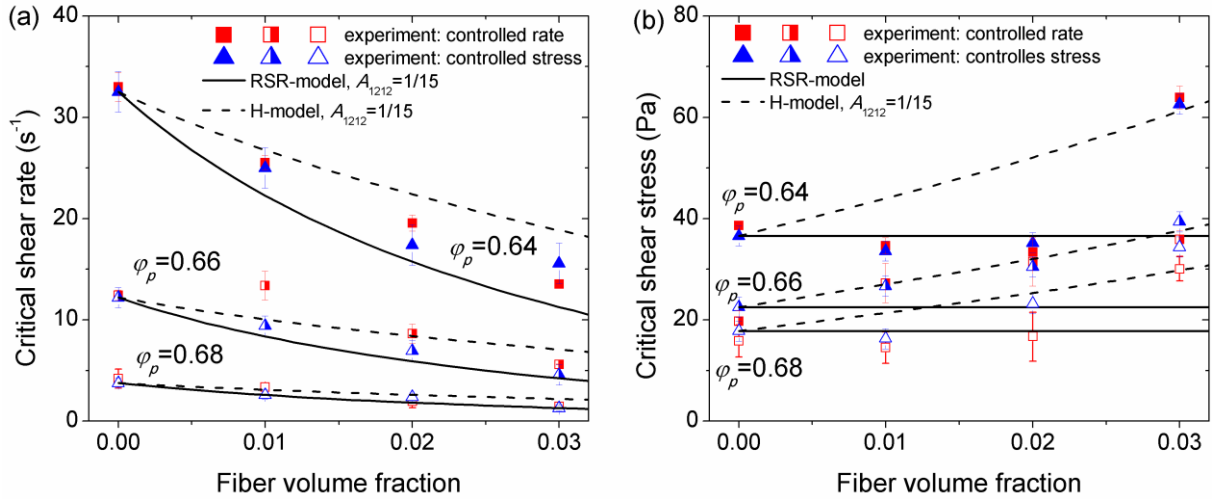 (a)
experiment: controlled rate
experiment: controlled stress
RSR-model, A1212=1/15
H-model, A1212=1/15
φp=0.64
φp=0.66
φp=0.68
40
30
20
10
0
0.00 0.01 0.02 0.03
Critical shear rate (s-1)
Fiber volume fraction
(b)
experiment: controlled rate
experiment: controlles stress
RSR-model
H-model, A1212=1/15
φp=0.64
φp=0.66
φp=0.68
80
60
40
20
0
0.00 0.01 0.02 0.03
Critical shear stress (Pa)
Fiber volume fraction